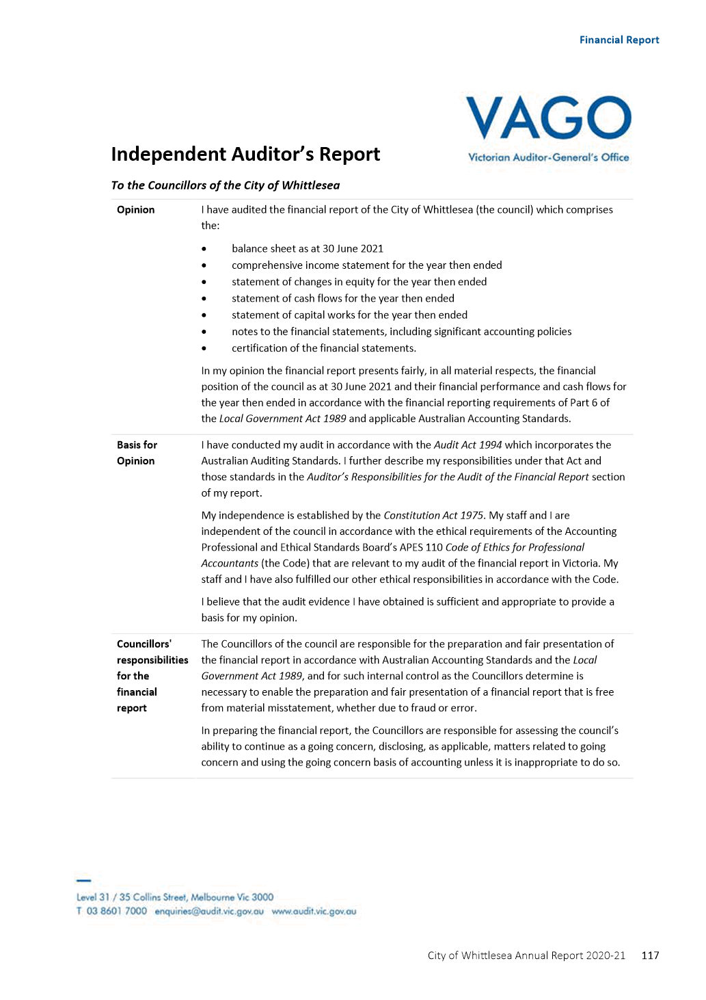 Financial Report
VAGO
Victorian Auditor-General's Office
Independent Auditor’s Report
To the Councillors of the City of Whittlesea
Opinion
I have audited the financial report of the City of Whittlesea (the council) which comprises
the:
• balance sheet as at 30 June 2021
• comprehensive income statement for the year then ended
• statement of changes in equity for the year then ended
• statement of cash flows for the year then ended
• statement of capital works for the year then ended
• notes to the financial statements, including significant accounting policies
• certification of the financial statements.
In my opinion the financial report presents fairly, in all material respects, the financial
position of the council as at 30 June 2021 and their financial performance and cash flows for
the year then ended in accordance with the financial reporting requirements of Part 6 of
the Local Government Act 1989 and applicable Australian Accounting Standards.
Basis for
Opinion
I have conducted my audit in accordance with the Audit Act 1994 which incorporates the
Australian Auditing Standards. I further describe my responsibilities under that Act and
those standards in the Auditor’s Responsibilities for the Audit of the Financial Report section
of my report.
My independence is established by the Constitution Act 1975. My staff and I are
independent of the council in accordance with the ethical requirements of the Accounting
Professional and Ethical Standards Board’s APES 110 Code of Ethics for Professional
Accountants (the Code) that are relevant to my audit of the financial report in Victoria. My
staff and I have also fulfilled our other ethical responsibilities in accordance with the Code.
I believe that the audit evidence I have obtained is sufficient and appropriate to provide a
basis for my opinion.
Councillors'
responsibilities
for the
financial
report
The Councillors of the council are responsible for the preparation and fair presentation of
the financial report in accordance with Australian Accounting Standards and the Local
Government Act 1989, and for such internal control as the Councillors determine is
necessary to enable the preparation and fair presentation of a financial report that is free
from material misstatement, whether due to fraud or error.
In preparing the financial report, the Councillors are responsible for assessing the council’s
ability to continue as a going concern, disclosing, as applicable, matters related to going
concern and using the going concern basis of accounting unless it is inappropriate to do so.
Level 31 / 35 Collins Street, Melbourne Vic 3000
T 03 8601 7000 enquiries@audit.vic.gov.au www.audit.vic.gov.au
City of Whittlesea Annual Report 2020-21 117